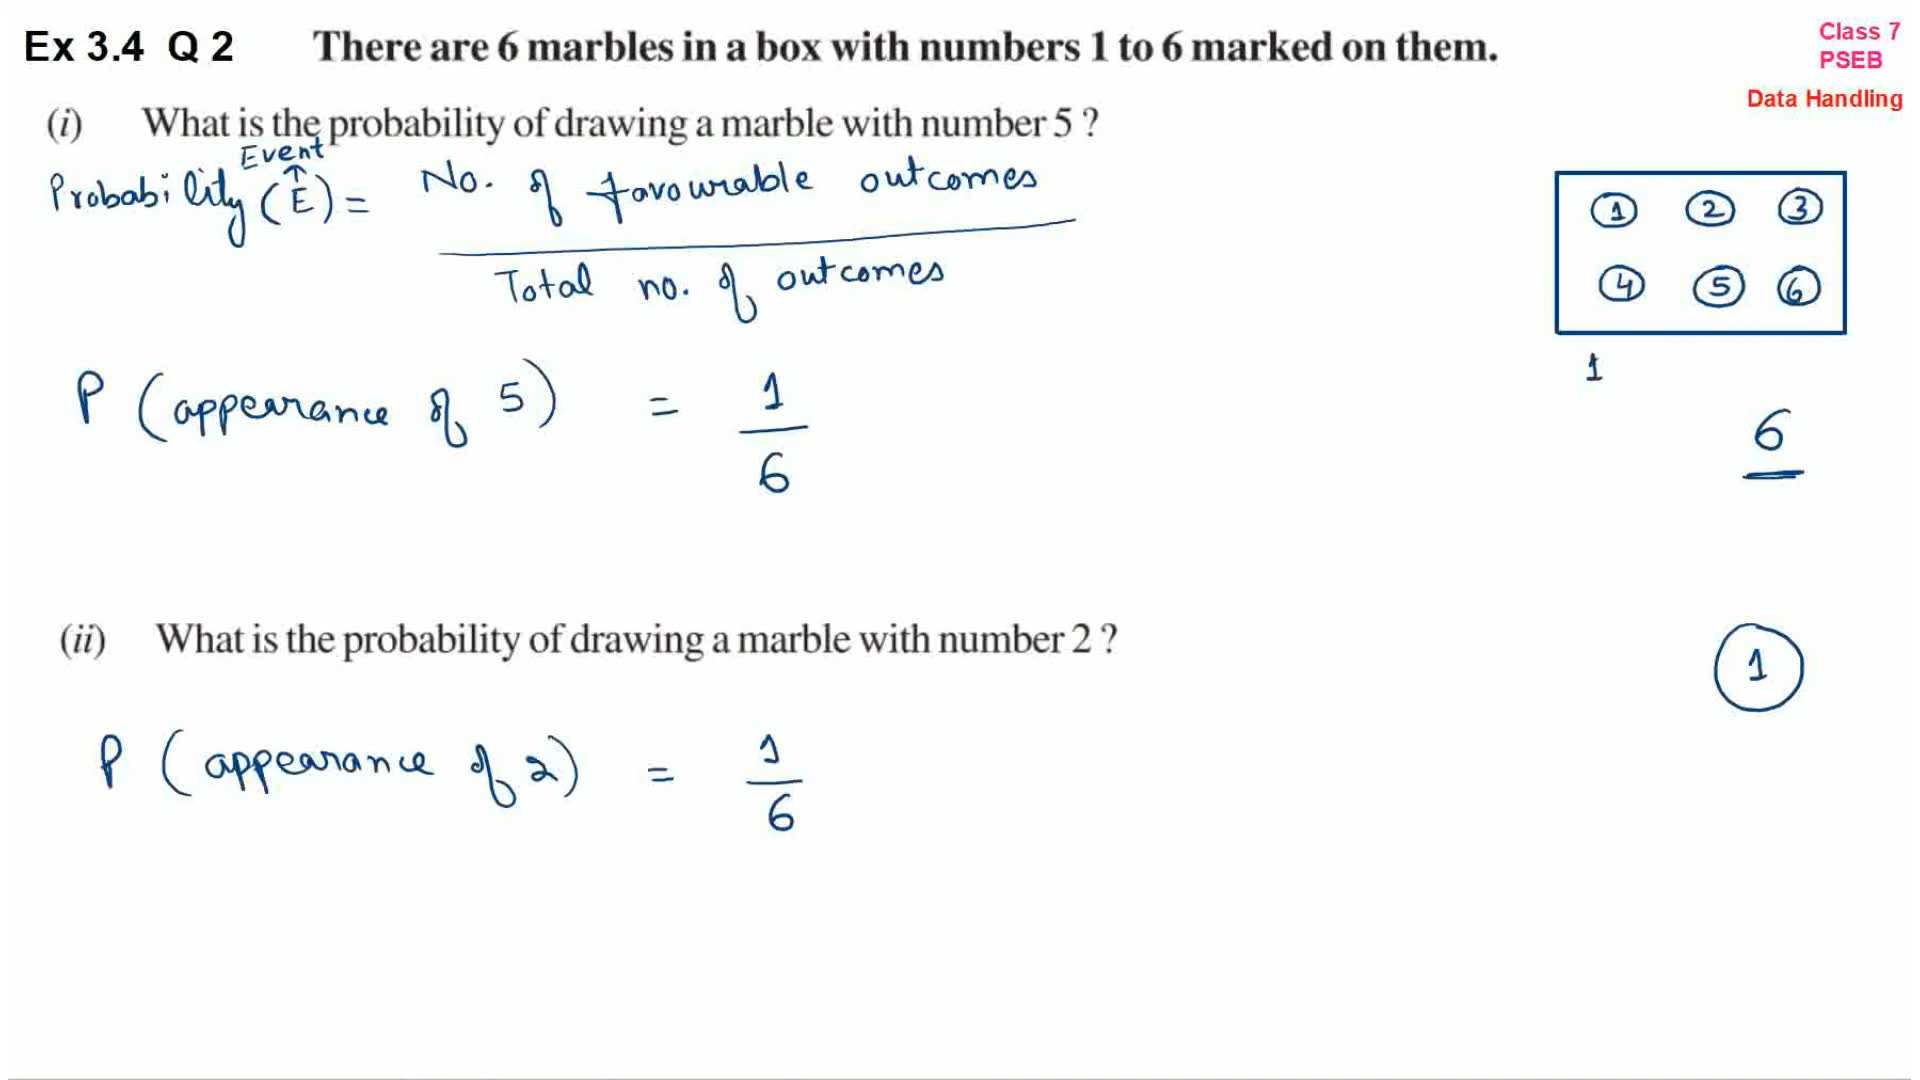 Ex 3.4 Q 2 There are 6 marbles in a box with numbers 1 to 6 marked on them.
Class 7
PSEB
Data Handling
(i) What is the probability of drawing a marble with number 5 ?
Event
↑
Probability (E) = No. of favourable outcomes
Total no. of outcomes
1 2 3
4 5 6
1
6
P (appearance of 5) = 1
6
(ii) What is the probability of drawing a marble with number 2 ?
1
P (appearance of 2) = 1
6